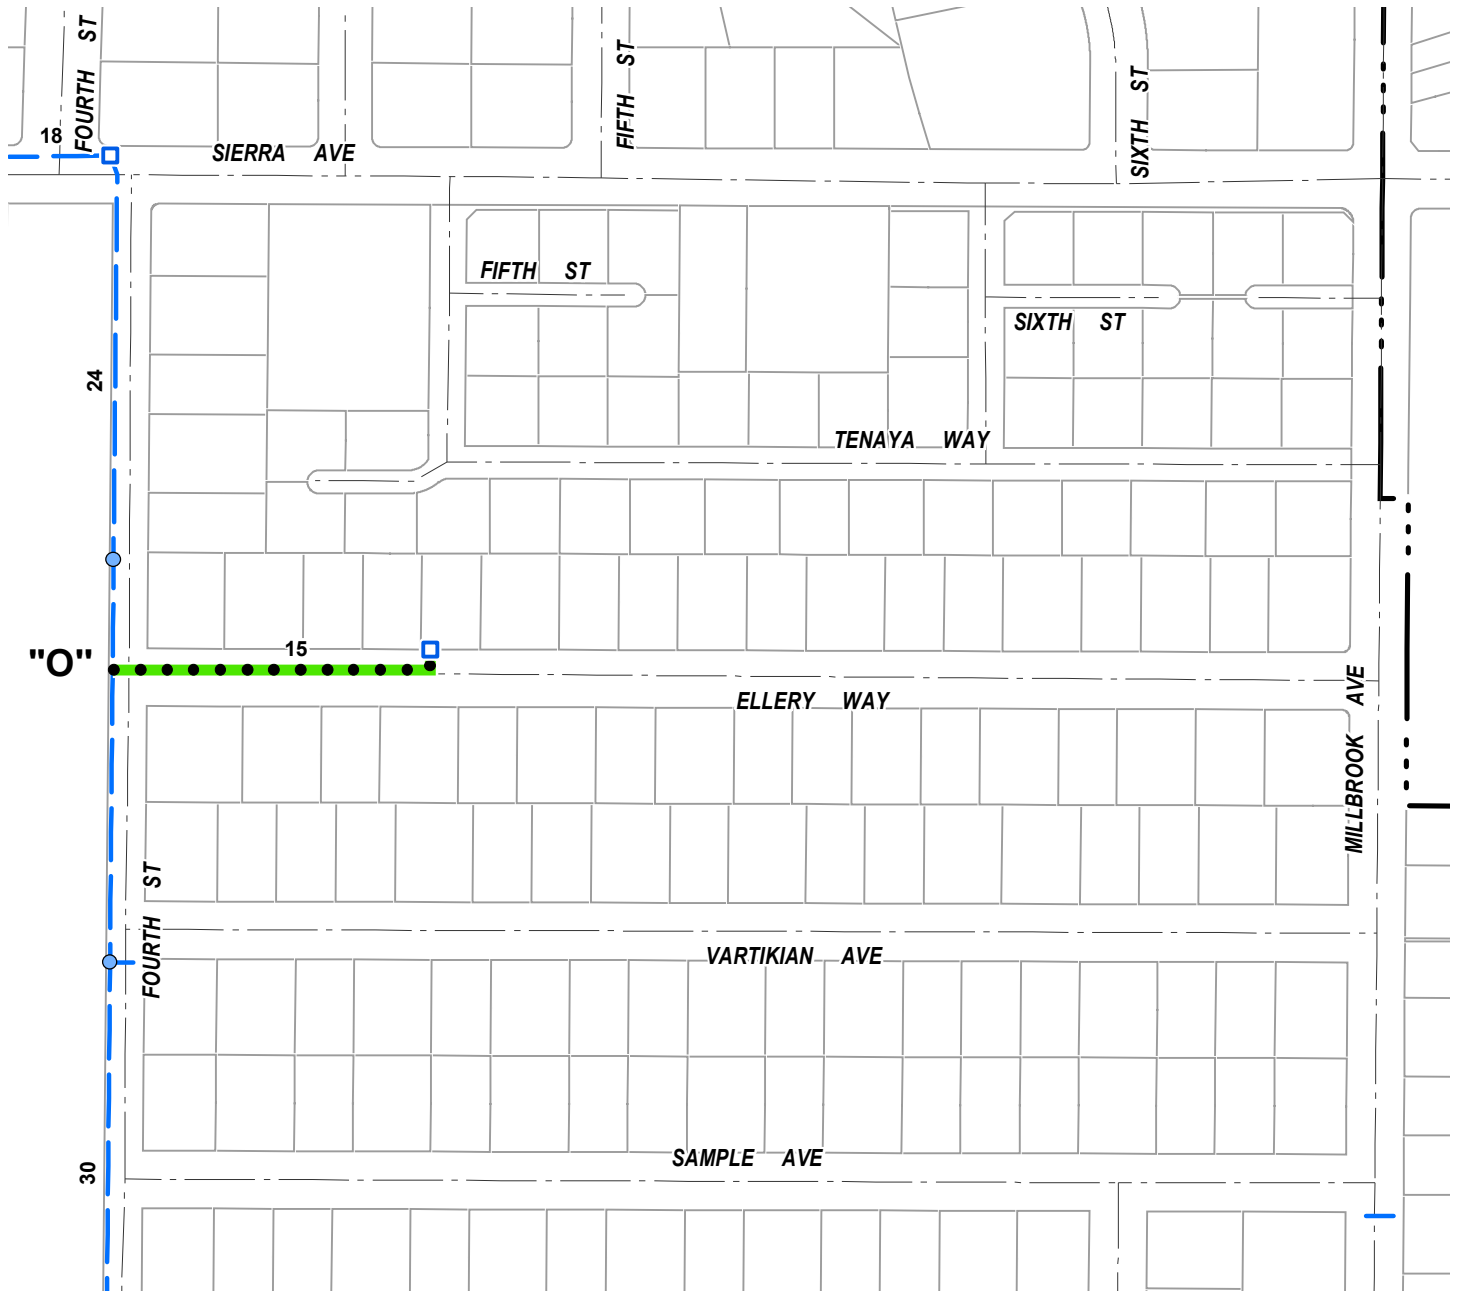 FOURTH ST
FIFTH ST
SIXTH ST
18
SIERRA AVE
FIFTH ST
SIXTH ST
24
TENAYA WAY
15
"O"
ELLERY WAY
MILLBROOK AVE
FOURTH ST
VARTIKIAN AVE
SAMPLE AVE
30